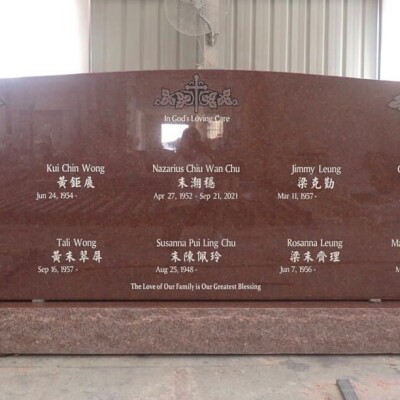 In God's Loving Care
Kui Chin Wong
黃鉅展
Jun 24, 1954 -
Nazarius Chiu Wan Chu
朱潮穩
Apr 27, 1952 - Sep 21, 2021
Jimmy Leung
梁克勤
Mar 11, 1957 -
Tali Wong
黃朱翠屏
Sep 16, 1957 -
Susanna Pui Ling Chu
朱陳佩玲
Aug 25, 1948 -
Rosanna Leung
梁朱齊理
Jun 7, 1956 -
The Love of Our Family is Our Greatest Blessing